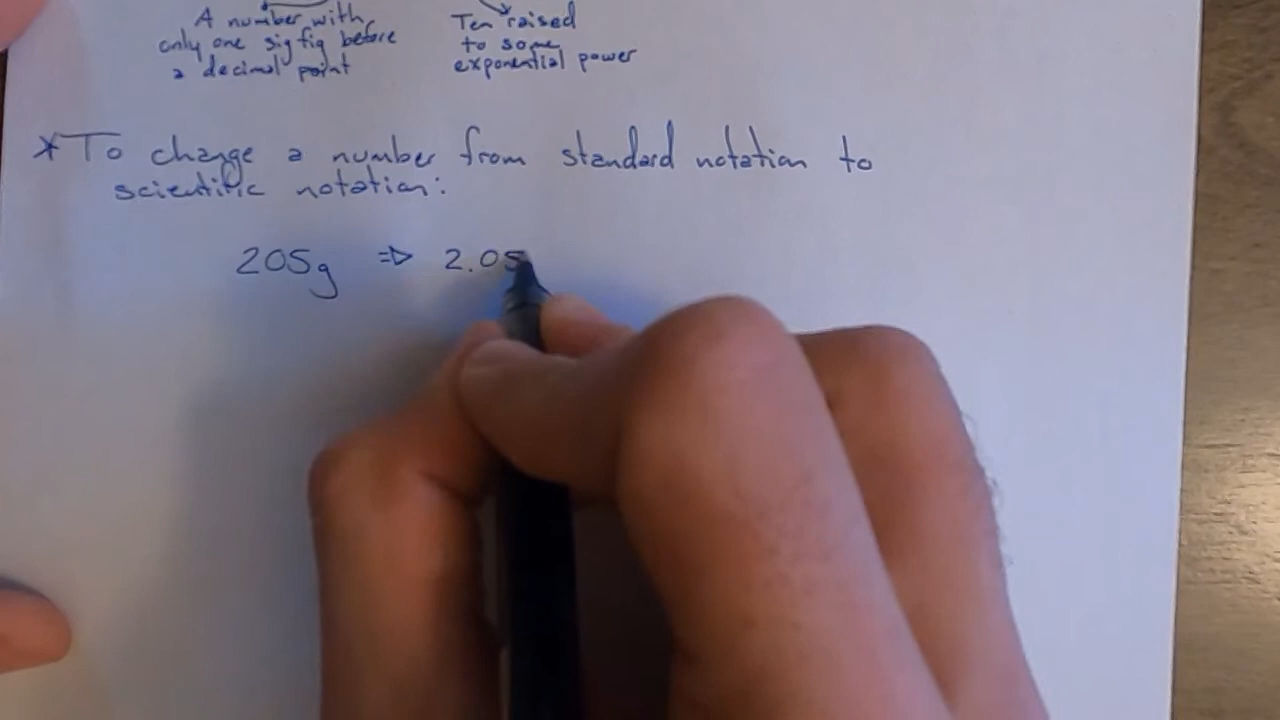 A number with
only one sig fig before
a decimal point
Ten raised
to some
exponential power
*To change a number from standard notation to
scientific notation:
205g ⇒ 2.05